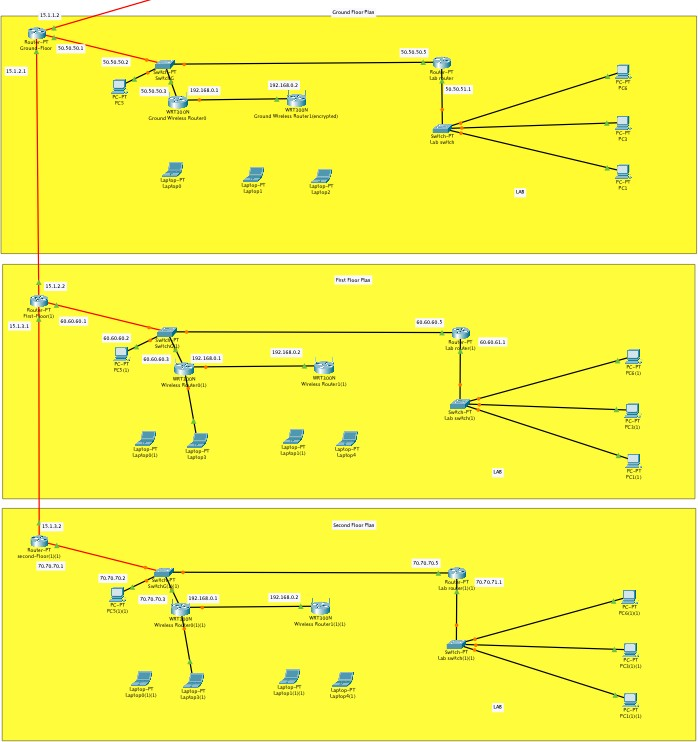 Ground Floor Plan
15.1.1.2
Router-PT
Ground-Floor
50.50.50.1
15.1.2.1
50.50.50.2
Switch-PT
PC-PT
PC5
50.50.50.3
192.168.0.1
WRT300N
Ground Wireless Router0
192.168.0.2
WRT300N
Ground Wireless Router1(encrypted)
50.50.50.5
Router-PT
Lab router
50.50.51.1
Switch-PT
Lab switch
PC-PT
PC6
PC-PT
PC3
PC-PT
PC1
Laptop-PT
Laptop0
Laptop-PT
Laptop1
Laptop-PT
Laptop2
LAB
First Floor Plan
15.1.2.2
Router-PT
First-Floor(1)
15.1.3.1
60.60.60.1
60.60.60.2
Switch-PT
PC-PT
PC5(1)
60.60.60.3
192.168.0.1
WRT300N
Wireless Router0(1)
192.168.0.2
WRT300N
Wireless Router1(1)
60.60.60.5
Router-PT
Lab router(1)
60.60.61.1
Switch-PT
Lab switch(1)
PC-PT
PC6(1)
PC-PT
PC3(1)
PC-PT
PC1(1)
Laptop-PT
Laptop0(1)
Laptop-PT
Laptop3
Laptop-PT
Laptop1(1)
Laptop-PT
Laptop4
LAB
Second Floor Plan
15.1.3.2
Router-PT
second-Floor(1)(1)
70.70.70.1
70.70.70.2
Switch-PT
PC-PT
PC5(1)(1)
70.70.70.3
192.168.0.1
WRT300N
Wireless Router0(1)(1)
192.168.0.2
WRT300N
Wireless Router1(1)(1)
70.70.70.5
Router-PT
Lab router(1)(1)
70.70.71.1
Switch-PT
Lab switch(1)(1)
PC-PT
PC6(1)(1)
PC-PT
PC3(1)(1)
PC-PT
PC1(1)(1)
Laptop-PT
Laptop0(1)(1)
Laptop-PT
Laptop3(1)
Laptop-PT
Laptop1(1)(1)
Laptop-PT
Laptop4(1)
LAB